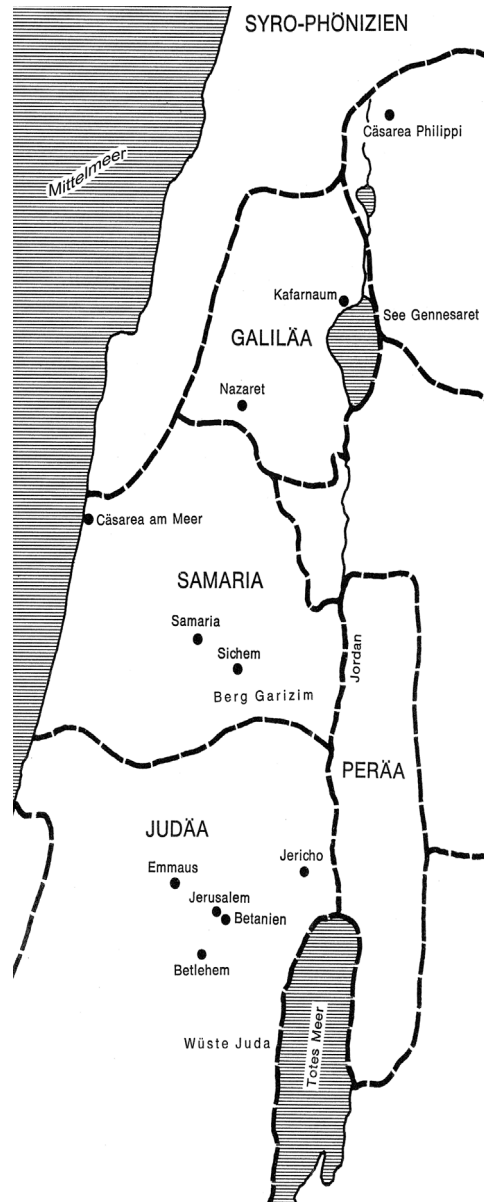 SYRO-PHÖNIZIEN
Cäsarea Philippi
Mittelmeer
Kafarnaum
See Gennesaret
GALILÄA
Nazaret
Cäsarea am Meer
SAMARIA
Samaria
Sichem
Jordan
Berg Garizim
PERÄA
JUDÄA
Jericho
Emmaus
Jerusalem
Betanien
Betlehem
Wüste Juda
Totes Meer